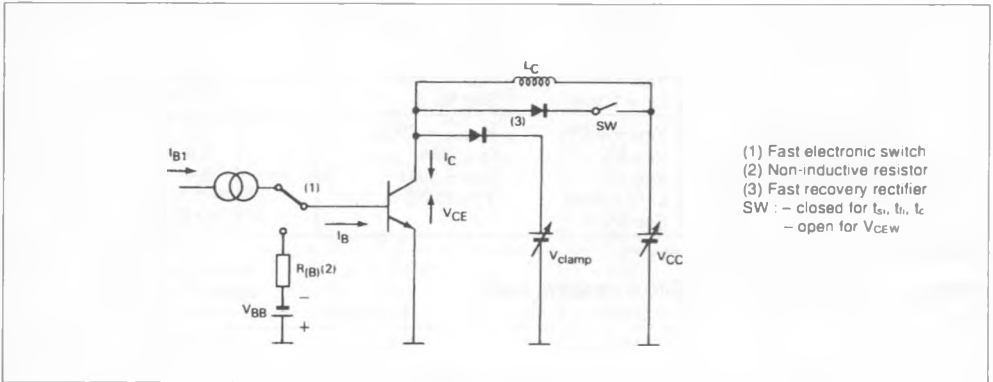 LC
(3)
SW
IB1
(1)
IC
VCE
IB
R(B)(2)
VBB
−
+
Vclamp
VCC
(1) Fast electronic switch
(2) Non-inductive resistor
(3) Fast recovery rectifier
SW : – closed for tsi, tfi, tc
– open for VCEW